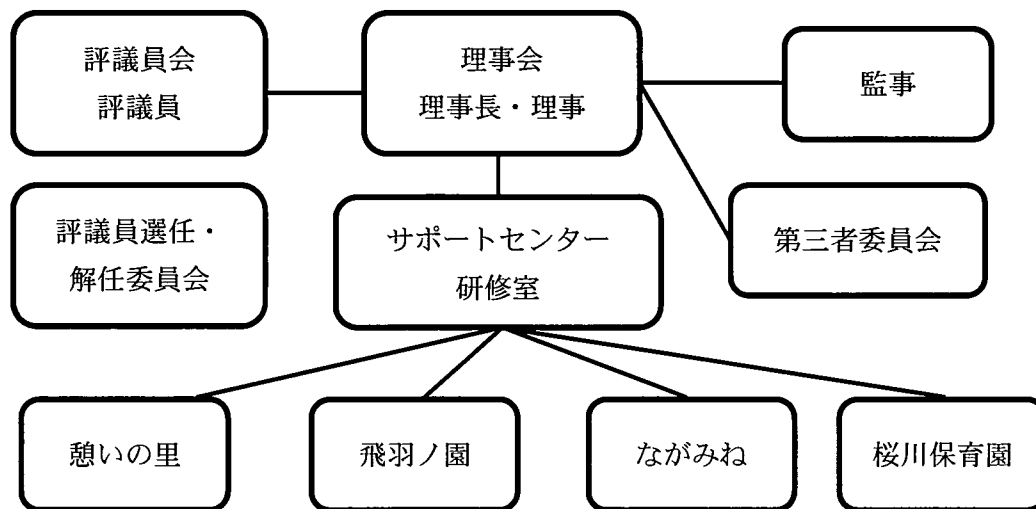 評議員会
評議員
理事会
理事長・理事
監事
評議員選任・
解任委員会
サポートセンター
研修室
第三者委員会
憩いの里
飛羽ノ園
ながみね
桜川保育園